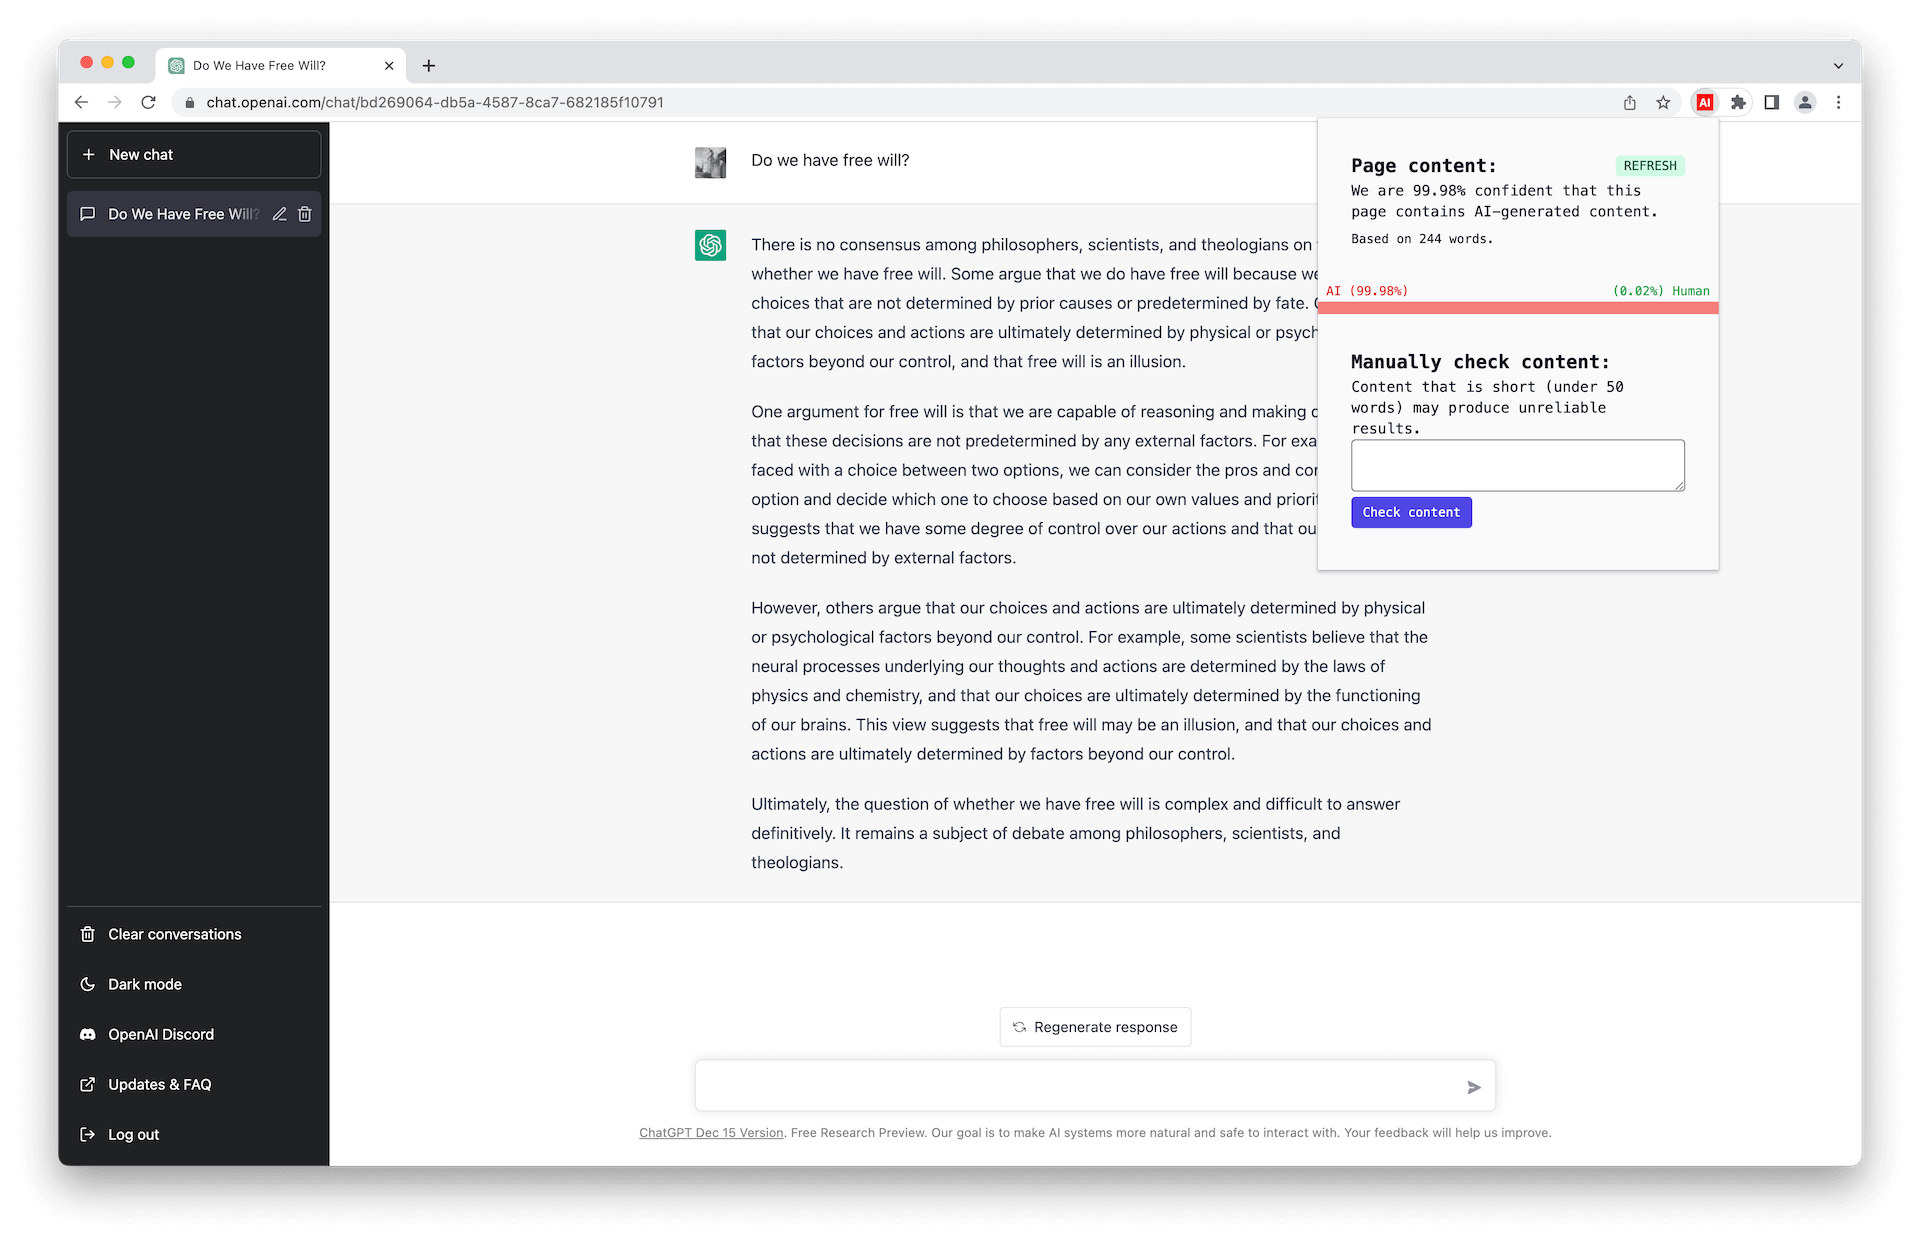 Do We Have Free Will?
chat.openai.com/chat/bd269064-db5a-4587-8ca7-682185f10791
AI
New chat
Do We Have Free Will?
Clear conversations
Dark mode
OpenAI Discord
Updates & FAQ
Log out
Do we have free will?
There is no consensus among philosophers, scientists, and theologians on
whether we have free will. Some argue that we do have free will because we
choices that are not determined by prior causes or predetermined by fate.
that our choices and actions are ultimately determined by physical or psych
factors beyond our control, and that free will is an illusion.
One argument for free will is that we are capable of reasoning and making
that these decisions are not predetermined by any external factors. For exa
faced with a choice between two options, we can consider the pros and con
option and decide which one to choose based on our own values and priorit
suggests that we have some degree of control over our actions and that ou
not determined by external factors.
However, others argue that our choices and actions are ultimately determined by physical
or psychological factors beyond our control. For example, some scientists believe that the
neural processes underlying our thoughts and actions are determined by the laws of
physics and chemistry, and that our choices are ultimately determined by the functioning
of our brains. This view suggests that free will may be an illusion, and that our choices and
actions are ultimately determined by factors beyond our control.
Ultimately, the question of whether we have free will is complex and difficult to answer
definitively. It remains a subject of debate among philosophers, scientists, and
theologians.
Regenerate response
ChatGPT Dec 15 Version. Free Research Preview. Our goal is to make AI systems more natural and safe to interact with. Your feedback will help us improve.
Page content:
REFRESH
We are 99.98% confident that this
page contains AI-generated content.
Based on 244 words.
AI (99.98%)
(0.02%) Human
Manually check content:
Content that is short (under 50
words) may produce unreliable
results.
Check content